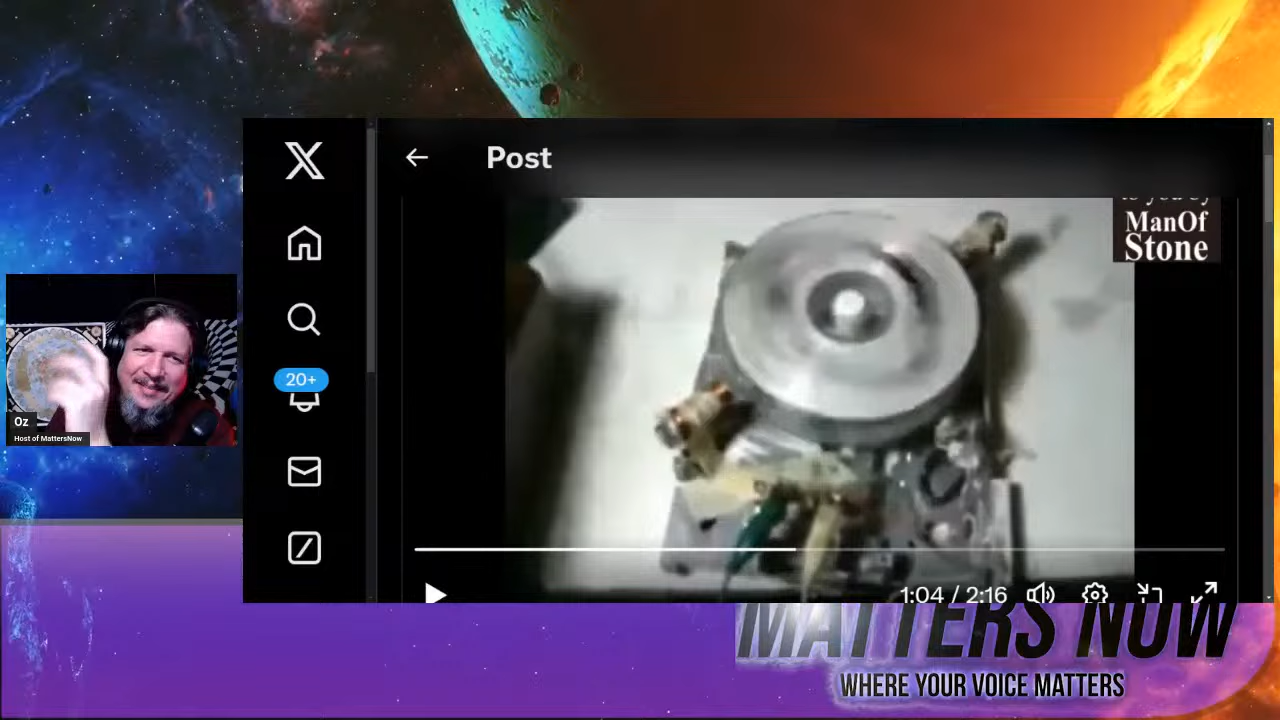 Post
ManOf
Stone
20+
Oz
Host of MattersNow
1:04 / 2:16
MATTERS NOW
WHERE YOUR VOICE MATTERS